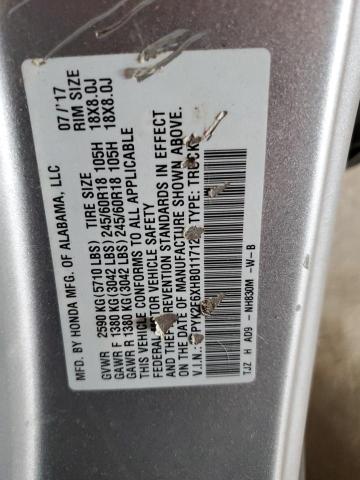 MFD. BY HONDA MFG. OF ALABAMA, LLC 07/'17
GVWR 2590 KG(5710 LBS) TIRE SIZE RIM SIZE
GAWR F 1380 KG(3042 LBS) 245/60R18 105H 18X8.0J
GAWR R 1380 KG(3042 LBS) 245/60R18 105H 18X8.0J
THIS VEHICLE CONFORMS TO ALL APPLICABLE
FEDERAL MOTOR VEHICLE SAFETY
AND THEFT PREVENTION STANDARDS IN EFFECT
ON THE DATE OF MANUFACTURE SHOWN ABOVE.
V.I.N.: TYPE:
TJZ H A09 - NH830M -W-B